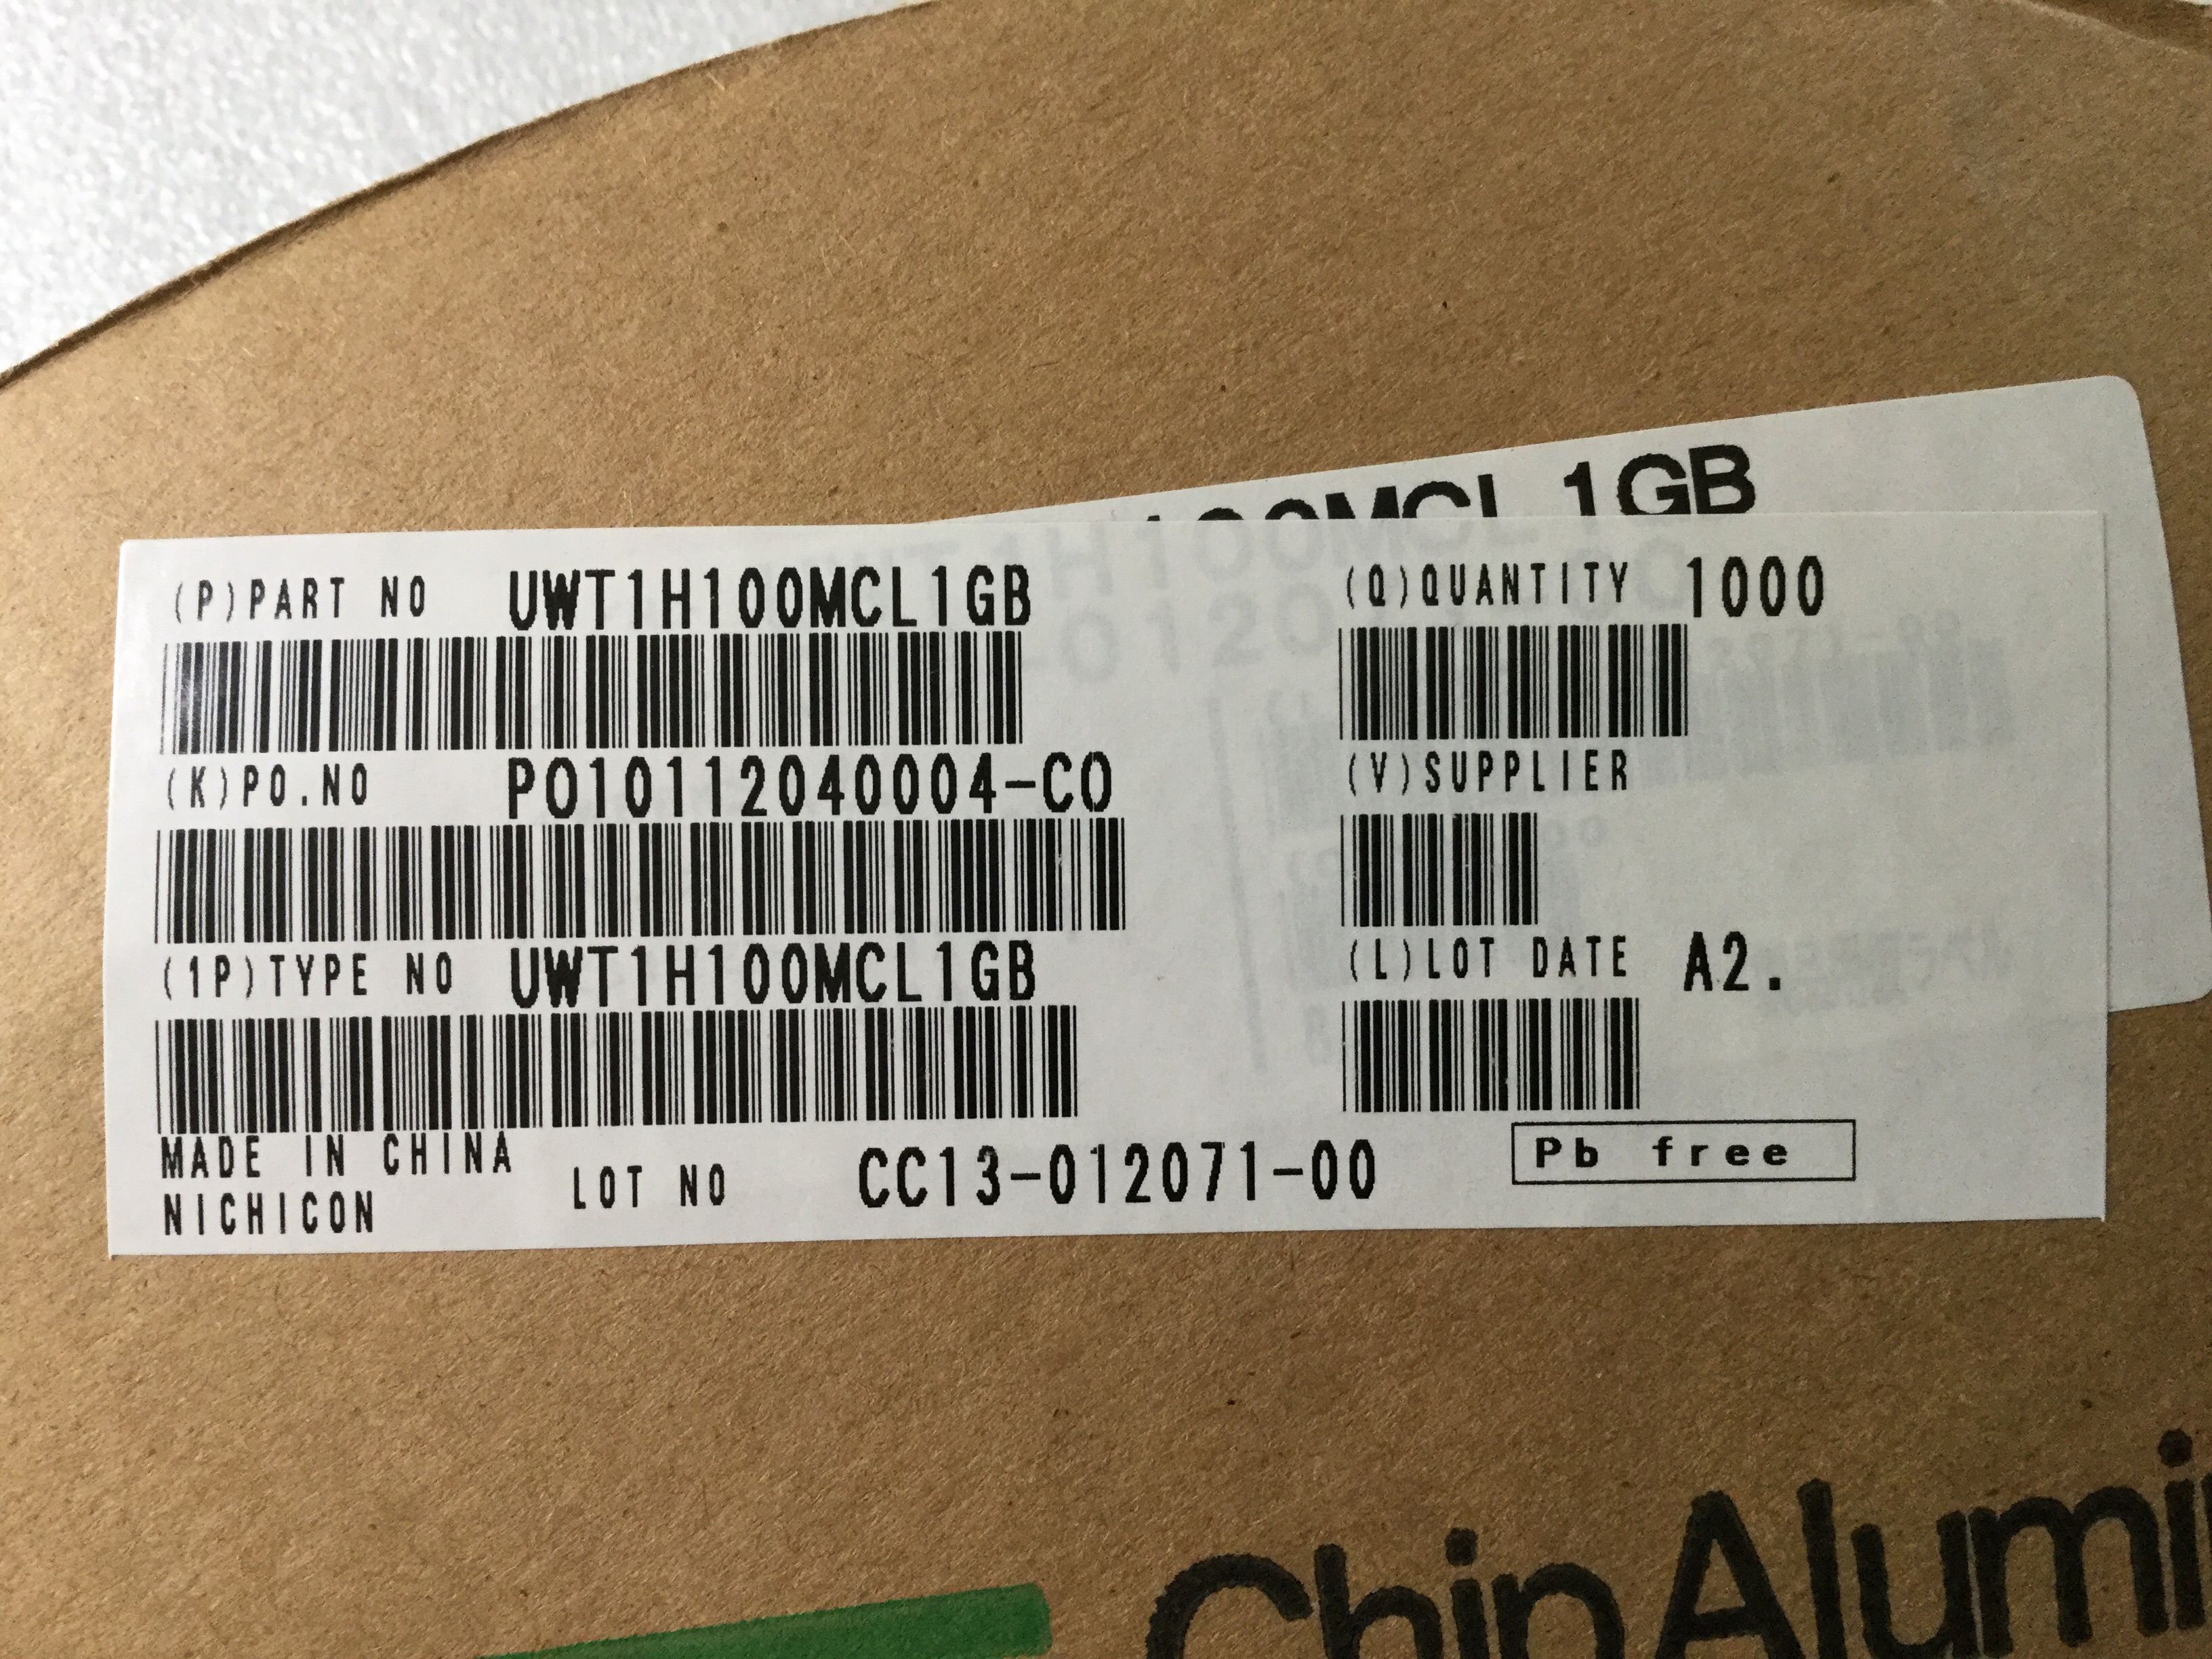 1H100MCL1GB
(P)PART NO UWT1H100MCL1GB
(Q)QUANTITY 1000
(K)PO.NO PO10112040004-CO
(V)SUPPLIER
(1P)TYPE NO UWT1H100MCL1GB
(L)LOT DATE A2.
MADE IN CHINA
NICHICON
LOT NO CC13-012071-00
Pb free
Chip Alumi